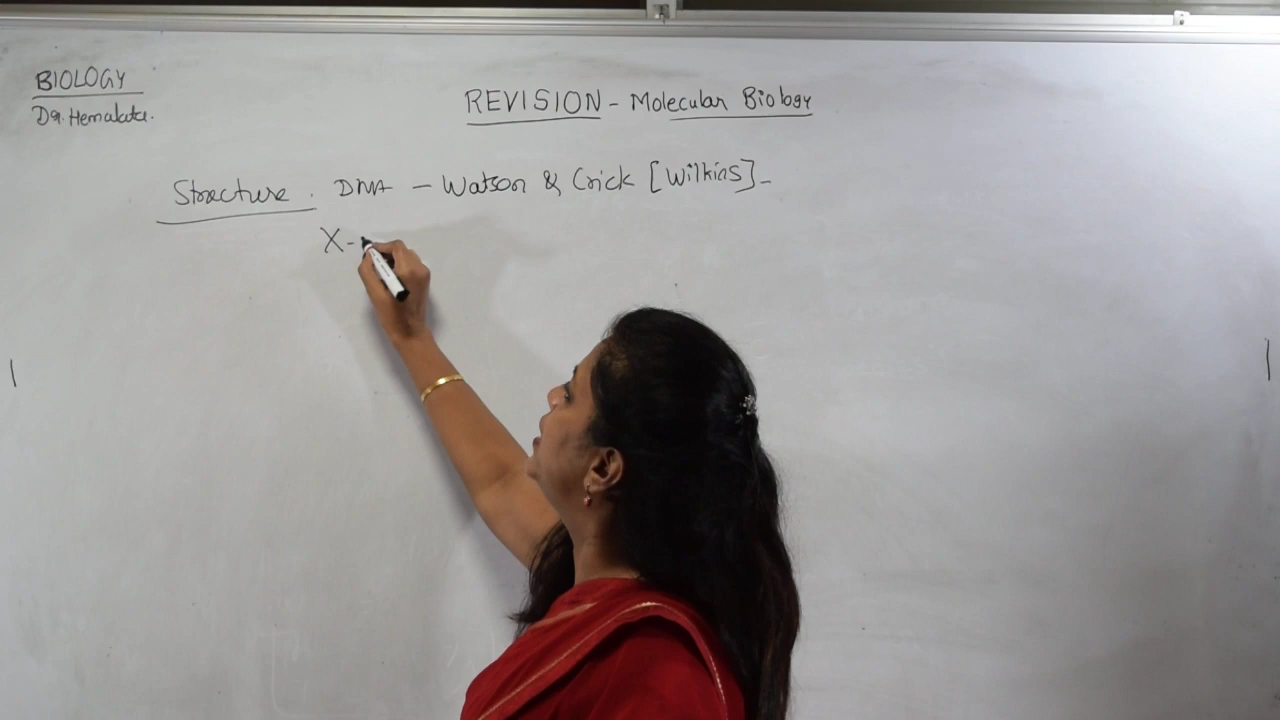 BIOLOGY
Dr. Hemalata.
REVISION - Molecular Biology
Structure . DNA - Watson & Crick [Wilkins] -
X-